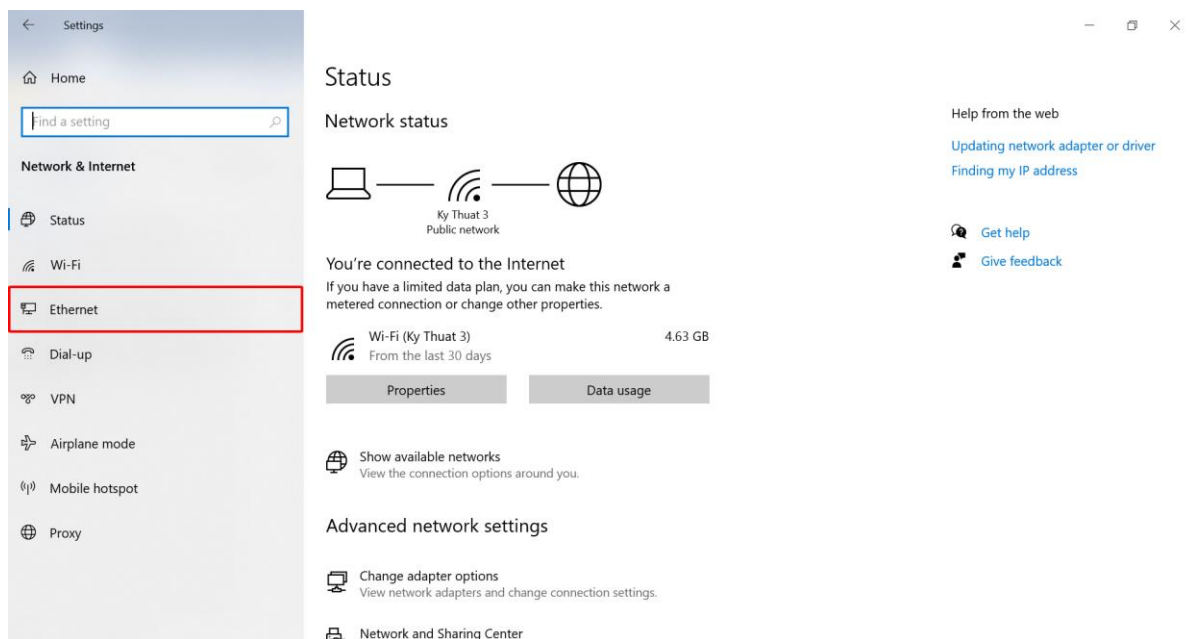 Settings
Home
Find a setting
Network & Internet
Status
Wi-Fi
Ethernet
Dial-up
VPN
Airplane mode
Mobile hotspot
Proxy
Status
Network status
Ky Thuat 3
Public network
You're connected to the Internet
If you have a limited data plan, you can make this network a
metered connection or change other properties.
Wi-Fi (Ky Thuat 3) 4.63 GB
From the last 30 days
Properties Data usage
Show available networks
View the connection options around you.
Advanced network settings
Change adapter options
View network adapters and change connection settings.
Network and Sharing Center
Help from the web
Updating network adapter or driver
Finding my IP address
Get help
Give feedback